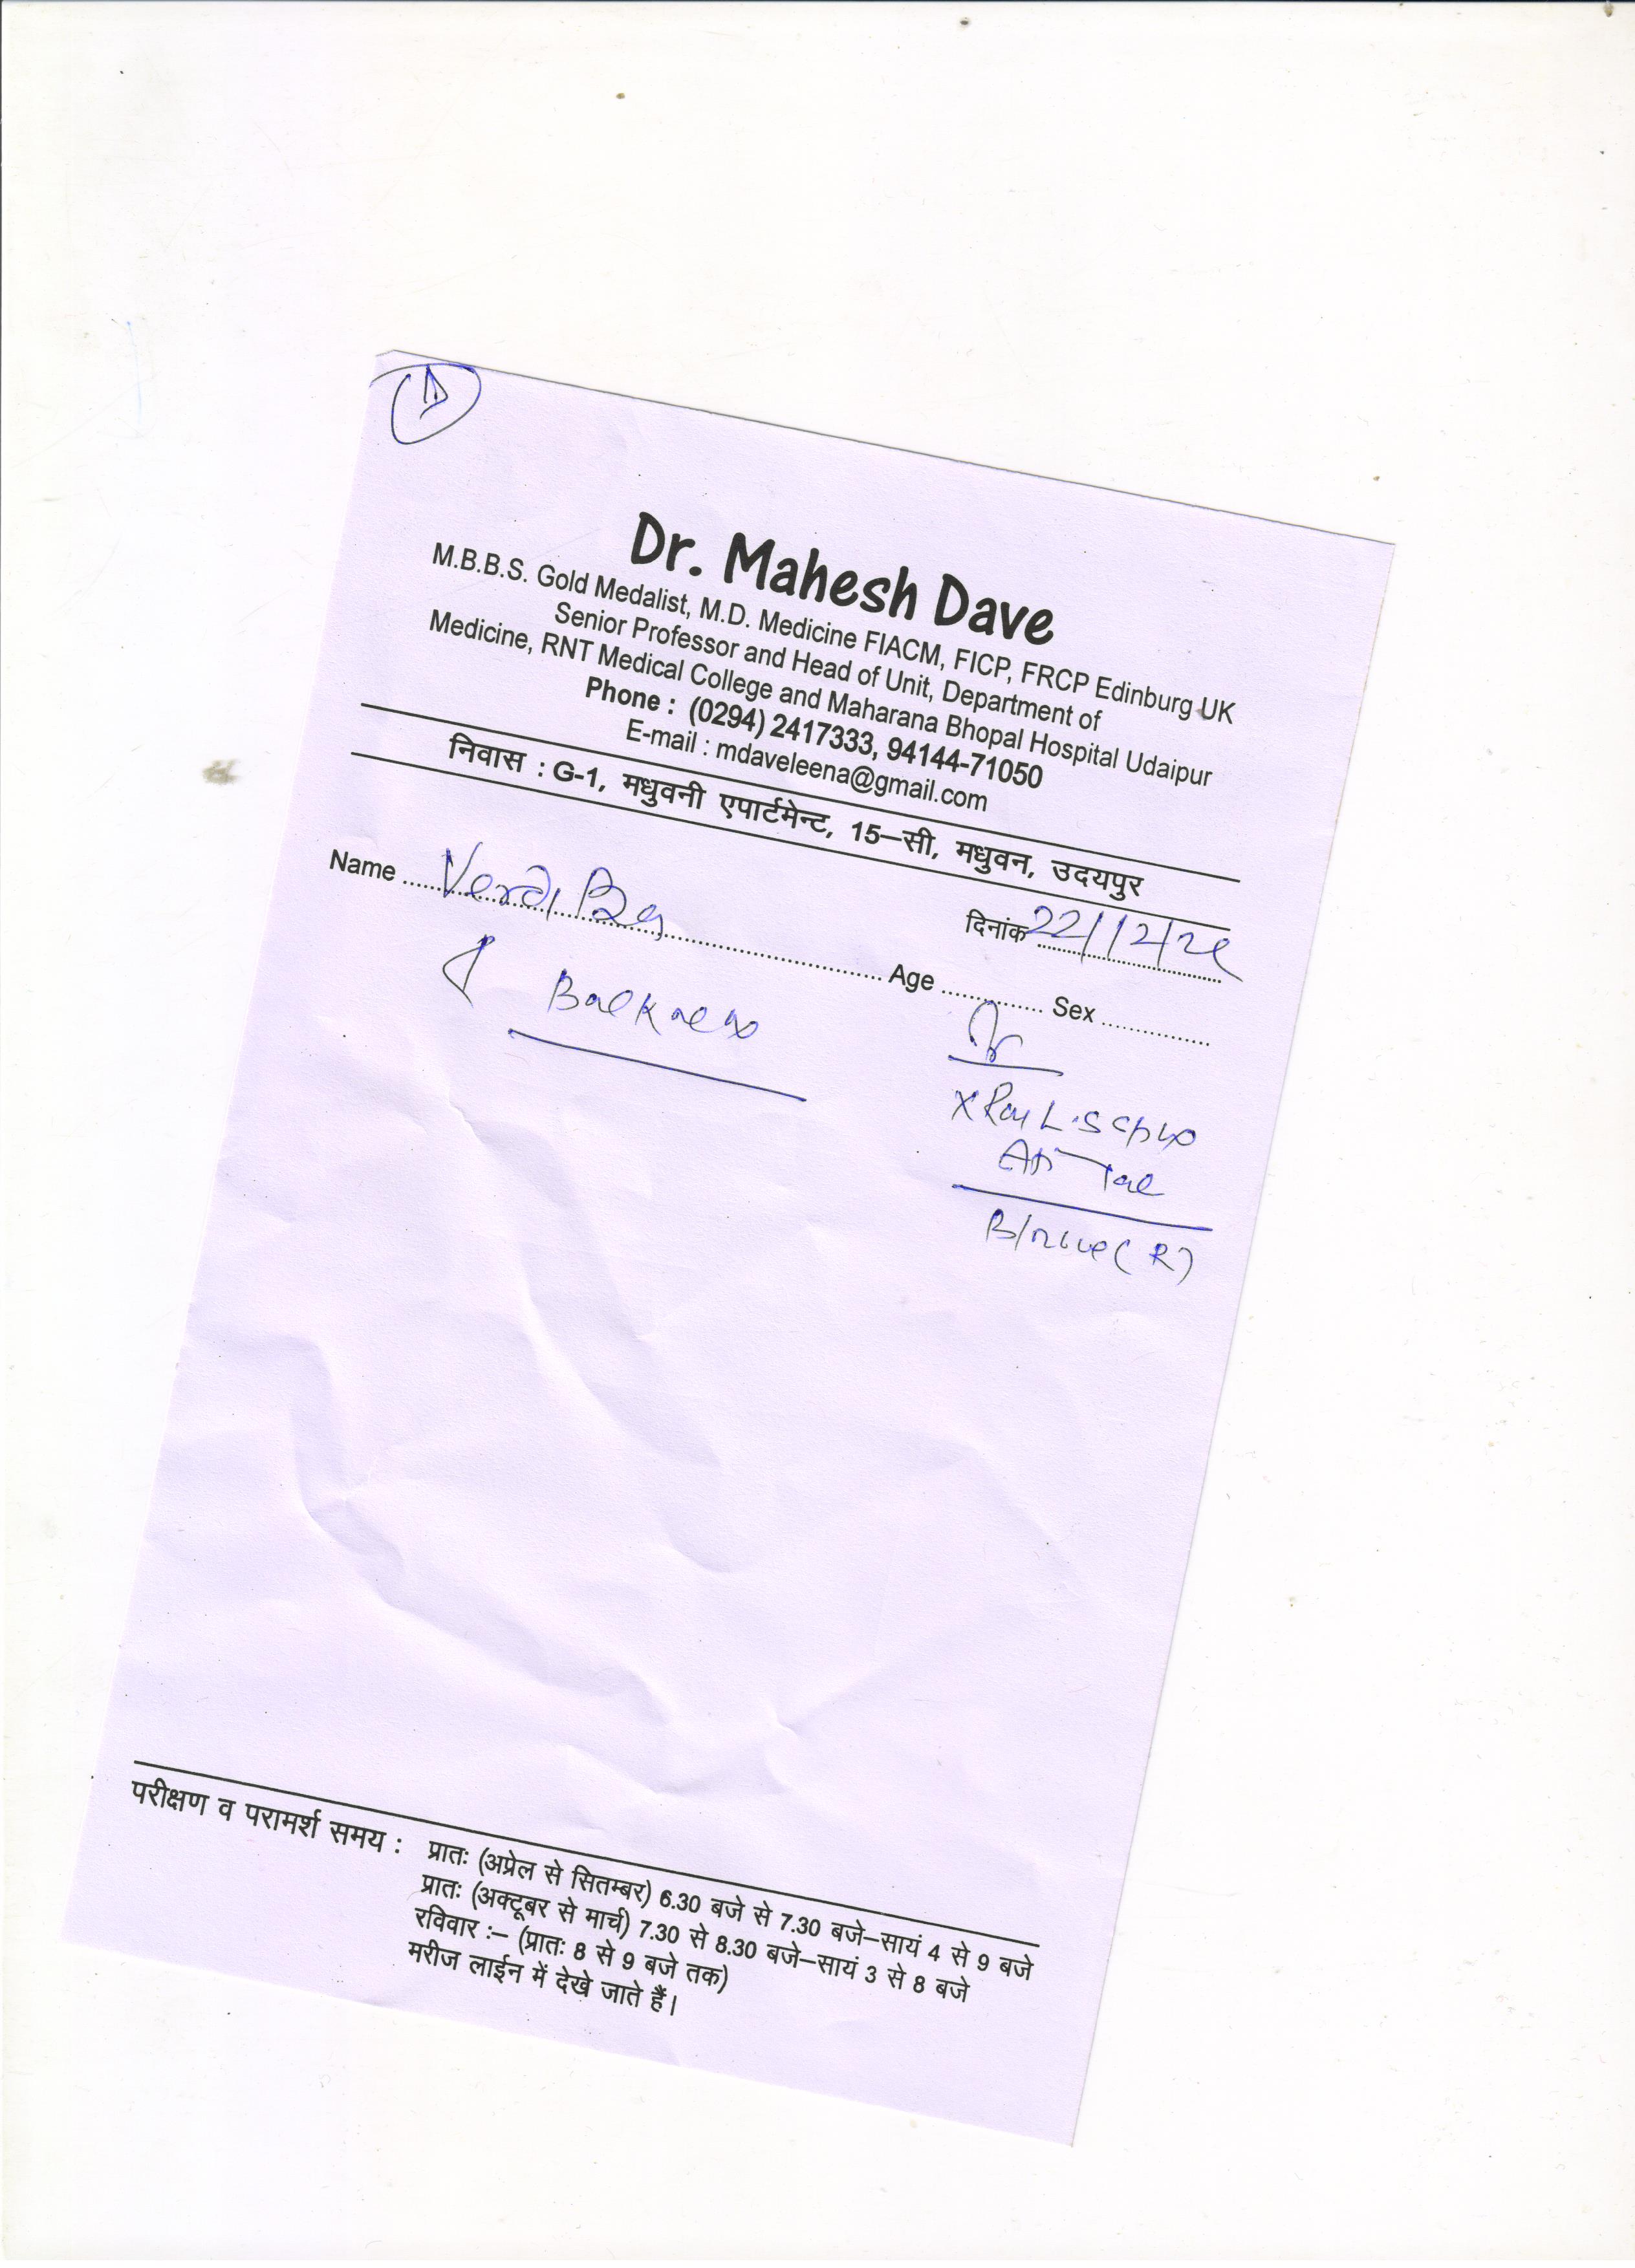 Dr. Mahesh Dave
M.B.B.S. Gold Medalist, M.D. Medicine FIACM, FICP, FRCP Edinburg UK
Senior Professor and Head of Unit, Department of
Medicine, RNT Medical College and Maharana Bhopal Hospital Udaipur
Phone : (0294) 2417333, 94144-71050
E-mail : mdaveleena@gmail.com
निवास : G-1, मधुवनी एपार्टमेन्ट, 15–सी, मधुवन, उदयपुर
दिनांक 22/12/
Name Age Sex
X Ray L.S
AP
(R)
परीक्षण व परामर्श समय : प्रातः (अप्रेल से सितम्बर) 6.30 बजे से 7.30 बजे–सायं 4 से 9 बजे
प्रातः (अक्टूबर से मार्च) 7.30 से 8.30 बजे–सायं 3 से 8 बजे
रविवार :– (प्रातः 8 से 9 बजे तक)
मरीज लाईन में देखे जाते हैं।